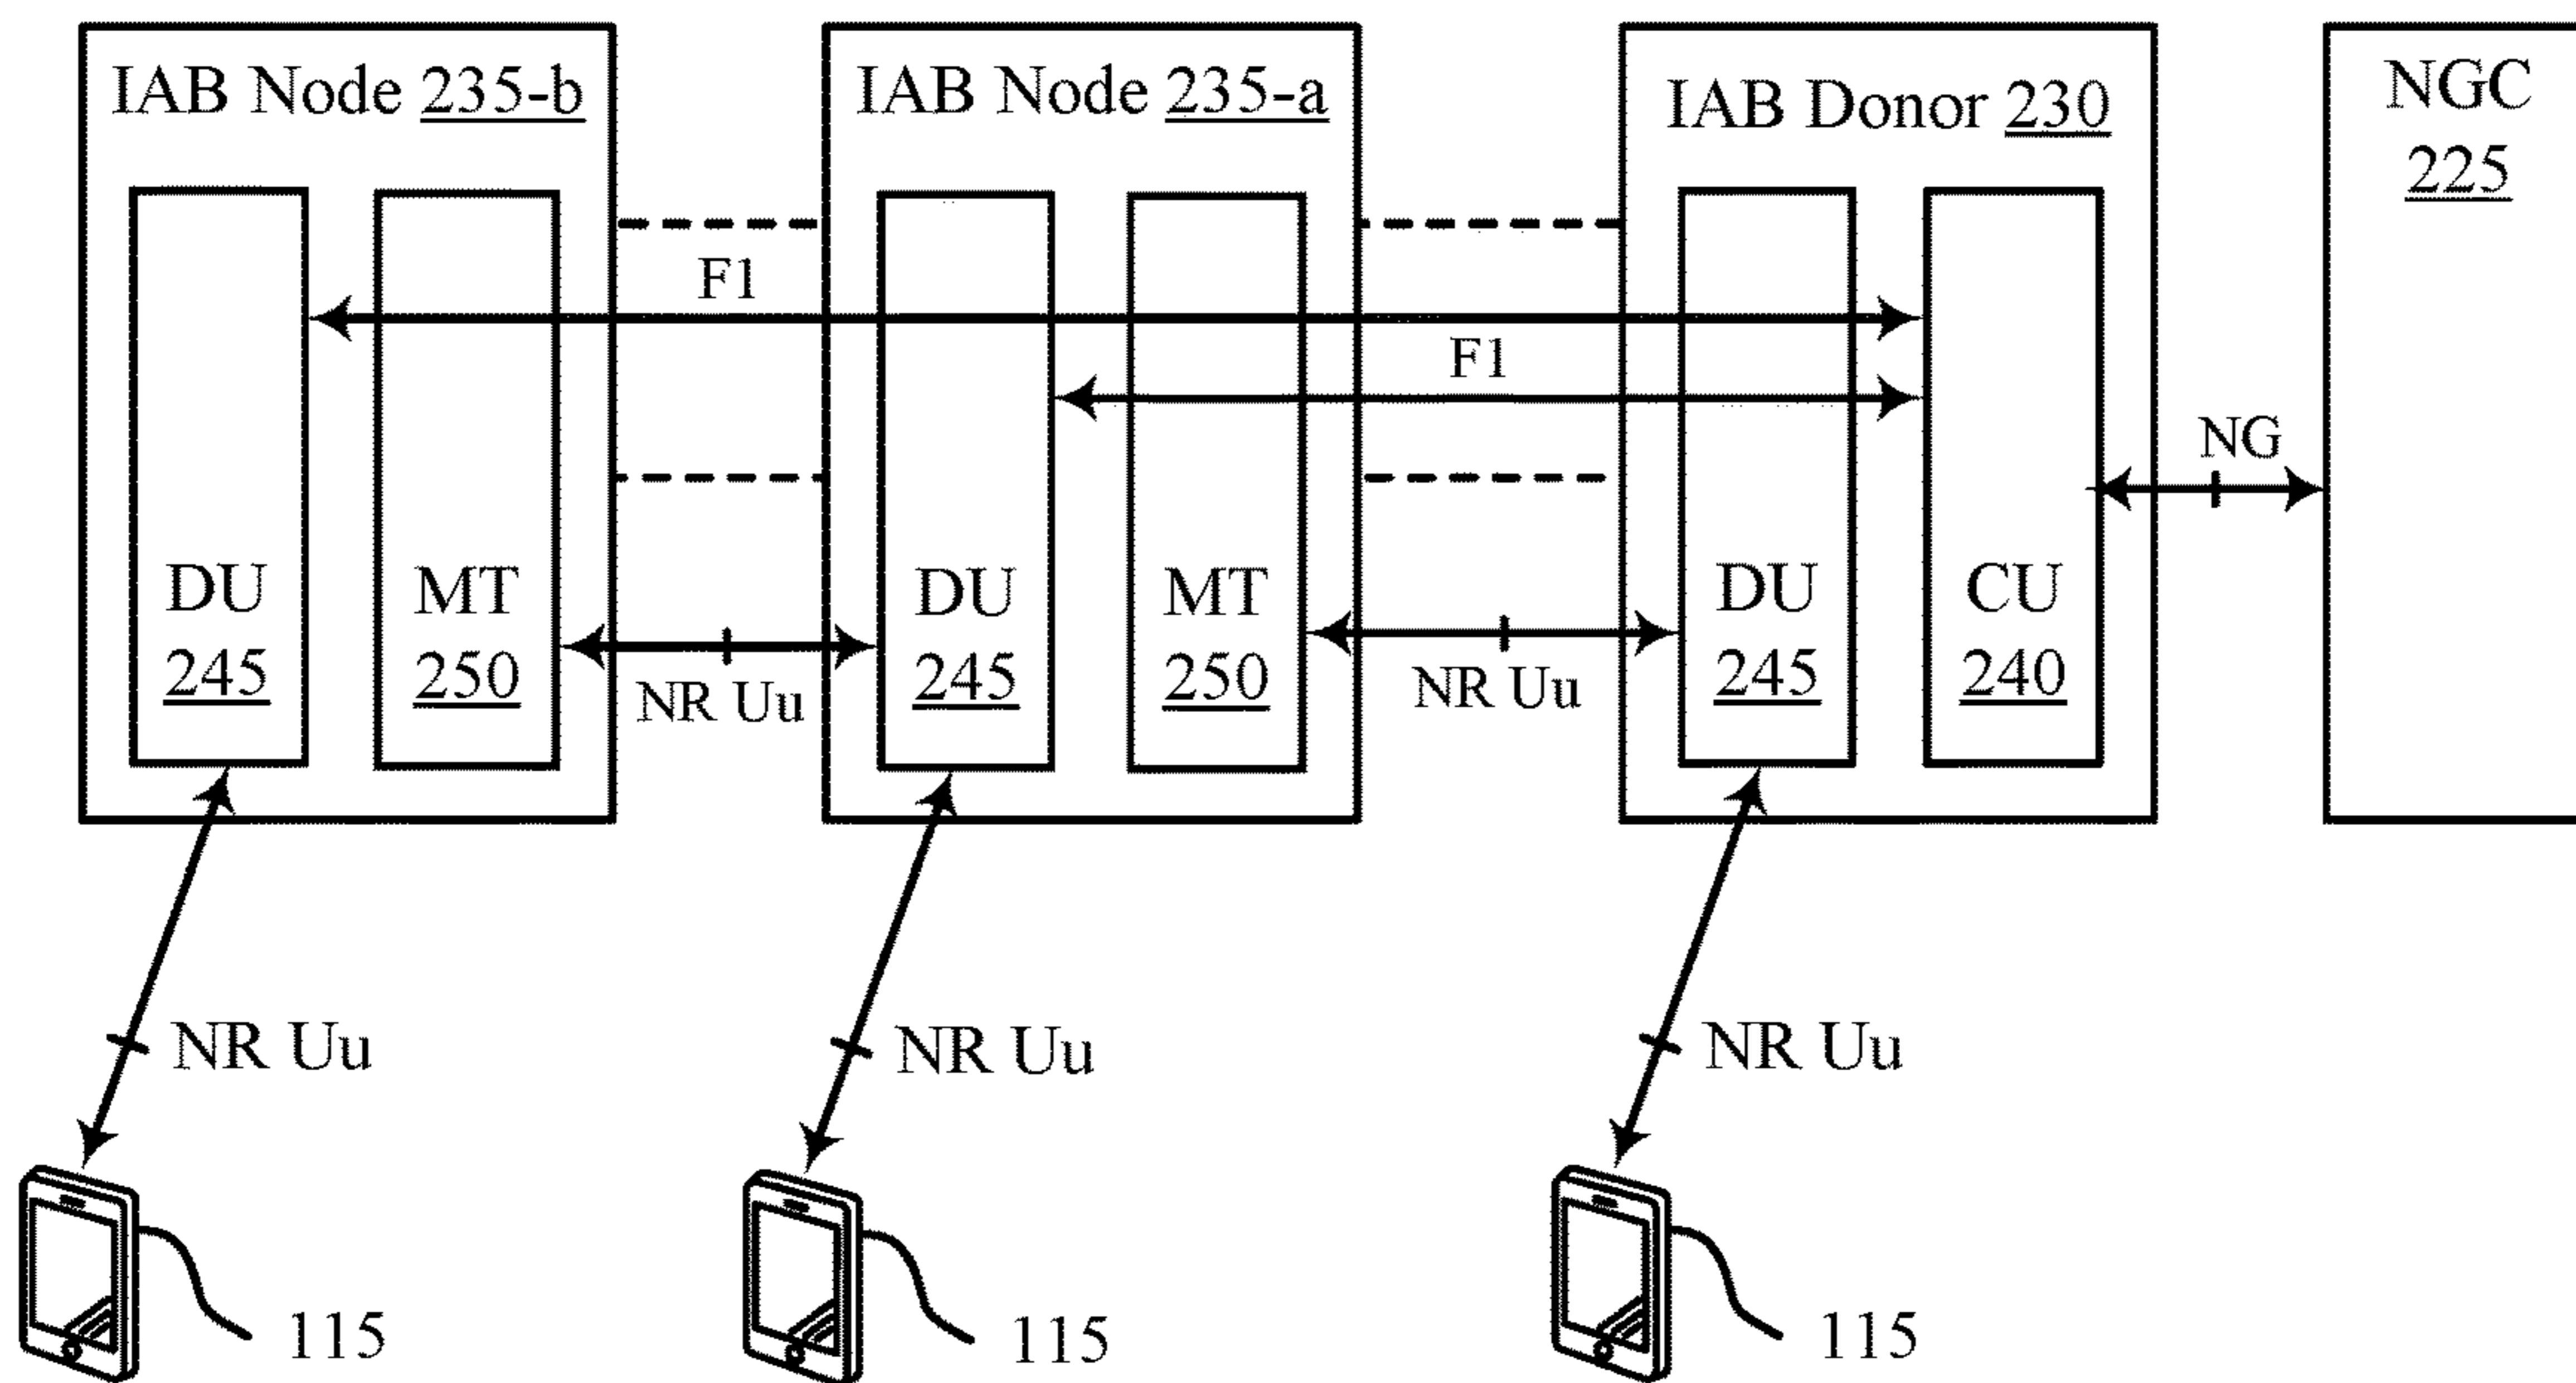 IAB Node 235-b
IAB Node 235-a
IAB Donor 230
NGC
225
F1
F1
NG
DU
245
MT
250
NR Uu
DU
245
MT
250
NR Uu
DU
245
CU
240
NR Uu
NR Uu
NR Uu
115
115
115